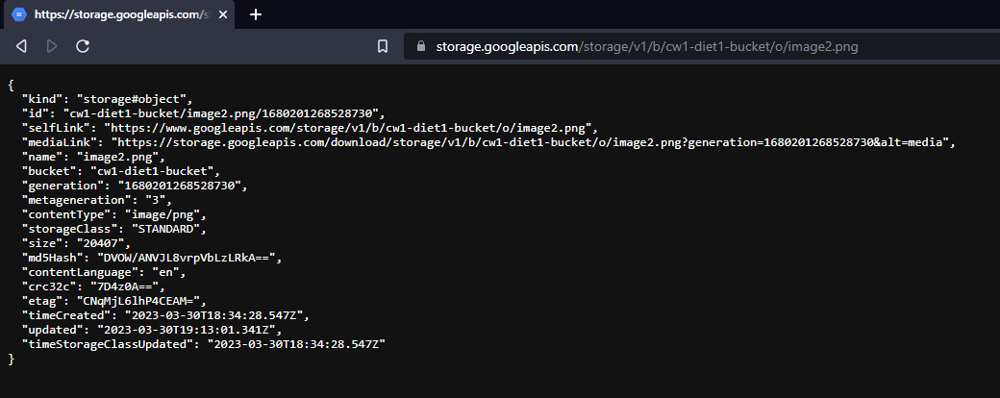 https://storage.googleapis.com/s
storage.googleapis.com/storage/v1/b/cw1-diet1-bucket/o/image2.png
{
  "kind": "storage#object",
  "id": "cw1-diet1-bucket/image2.png/1680201268528730",
  "selfLink": "https://www.googleapis.com/storage/v1/b/cw1-diet1-bucket/o/image2.png",
  "mediaLink": "https://storage.googleapis.com/download/storage/v1/b/cw1-diet1-bucket/o/image2.png?generation=1680201268528730&alt=media",
  "name": "image2.png",
  "bucket": "cw1-diet1-bucket",
  "generation": "1680201268528730",
  "metageneration": "3",
  "contentType": "image/png",
  "storageClass": "STANDARD",
  "size": "20407",
  "md5Hash": "DVOW/ANVJL8vrpVbLzLRkA==",
  "contentLanguage": "en",
  "crc32c": "7D4z0A==",
  "etag": "CNqMjL6lhP4CEAM=",
  "timeCreated": "2023-03-30T18:34:28.547Z",
  "updated": "2023-03-30T19:13:01.341Z",
  "timeStorageClassUpdated": "2023-03-30T18:34:28.547Z"
}